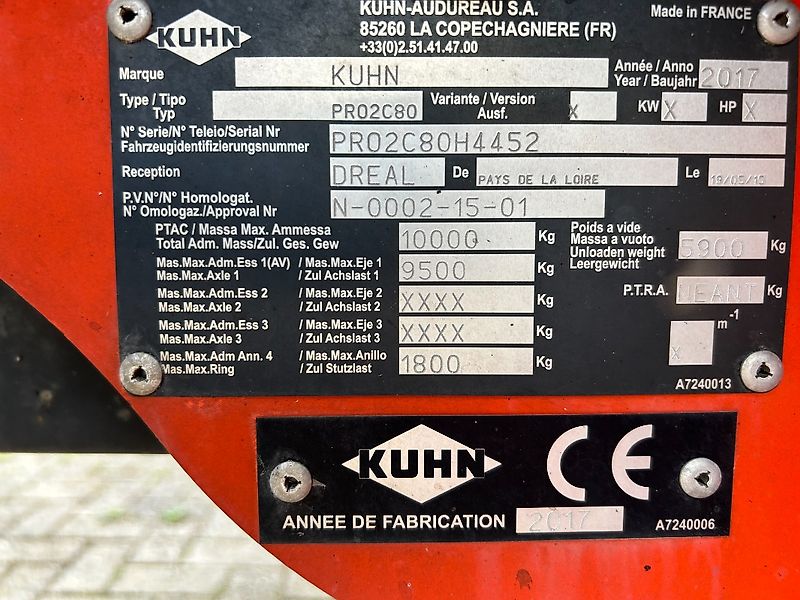 KUHN
KUHN-AUDUREAU S.A.
85260 LA COPECHAGNIERE (FR)
+33(0)2.51.41.47.00
Made in FRANCE
Marque KUHN Année / Anno
Year / Baujahr 2017
Type / Tipo
Typ PR02C80 Variante / Version
Ausf. X KW X HP X
N° Serie/N° Teleio/Serial Nr
Fahrzeugidentifizierungsnummer PR02C80H4452
Reception DREAL De PAYS DE LA LOIRE Le 19/05/15
P.V.N°/N° Homologat.
N° Omologaz./Approval Nr N-0002-15-01
PTAC / Massa Max. Ammessa
Total Adm. Mass/Zul. Ges. Gew 10000 Kg
Poids a vide
Massa a vuoto
Unloaden weight
Leergewicht 5900 Kg
Mas.Max.Adm.Ess 1(AV) / Mas.Max.Eje 1
Mas.Max.Axle 1 / Zul Achslast 1 9500 Kg
P.T.R.A. NEANT Kg
Mas.Max.Adm.Ess 2 / Mas.Max.Eje 2
Mas.Max.Axle 2 / Zul Achslast 2 XXXX Kg
Mas.Max.Adm.Ess 3 / Mas.Max.Eje 3
Mas.Max.Axle 3 / Zul Achslast 3 XXXX Kg
X m-1
Mas.Max.Adm Ann. 4 / Mas.Max.Anillo
Mas.Max.Ring / Zul Stutzlast 1800 Kg
A7240013
KUHN CE
ANNEE DE FABRICATION 2017 A7240006